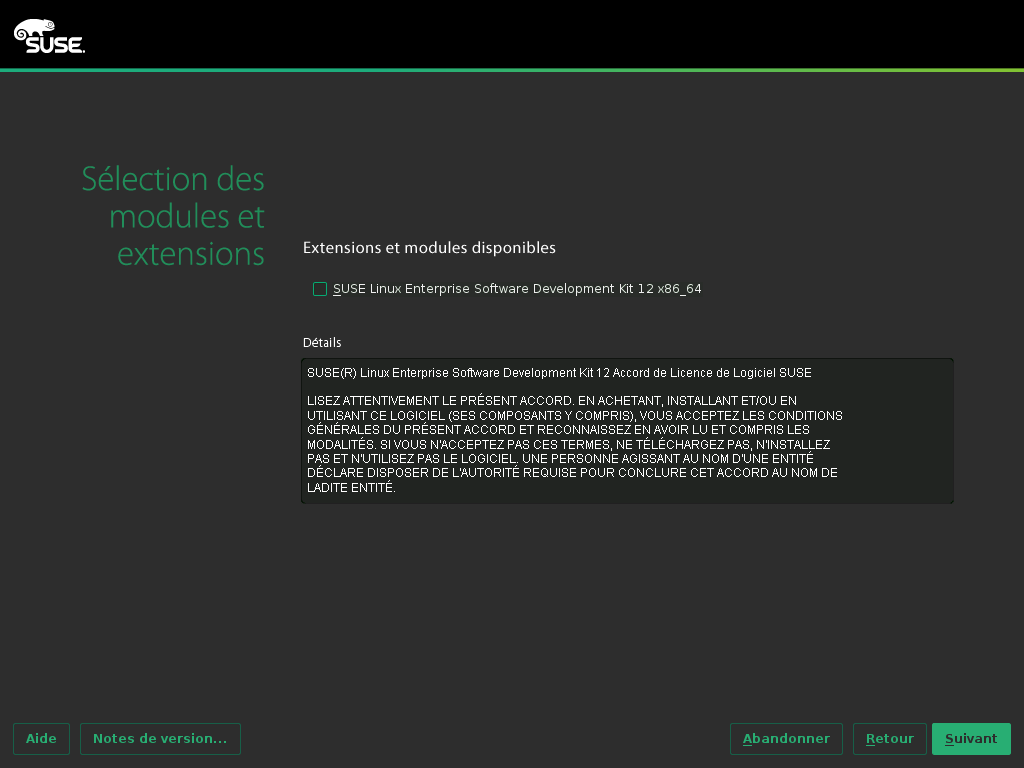 SUSE.
Sélection des
modules et
extensions
Extensions et modules disponibles
SUSE Linux Enterprise Software Development Kit 12 x86_64
Détails
SUSE(R) Linux Enterprise Software Development Kit 12 Accord de Licence de Logiciel SUSE
LISEZ ATTENTIVEMENT LE PRÉSENT ACCORD. EN ACHETANT, INSTALLANT ET/OU EN
UTILISANT CE LOGICIEL (SES COMPOSANTS Y COMPRIS), VOUS ACCEPTEZ LES CONDITIONS
GÉNÉRALES DU PRÉSENT ACCORD ET RECONNAISSEZ EN AVOIR LU ET COMPRIS LES
MODALITÉS. SI VOUS N'ACCEPTEZ PAS CES TERMES, NE TÉLÉCHARGEZ PAS, N'INSTALLEZ
PAS ET N'UTILISEZ PAS LE LOGICIEL. UNE PERSONNE AGISSANT AU NOM D'UNE ENTITÉ
DÉCLARE DISPOSER DE L'AUTORITÉ REQUISE POUR CONCLURE CET ACCORD AU NOM DE
LADITE ENTITÉ.
Aide
Notes de version...
Abandonner
Retour
Suivant